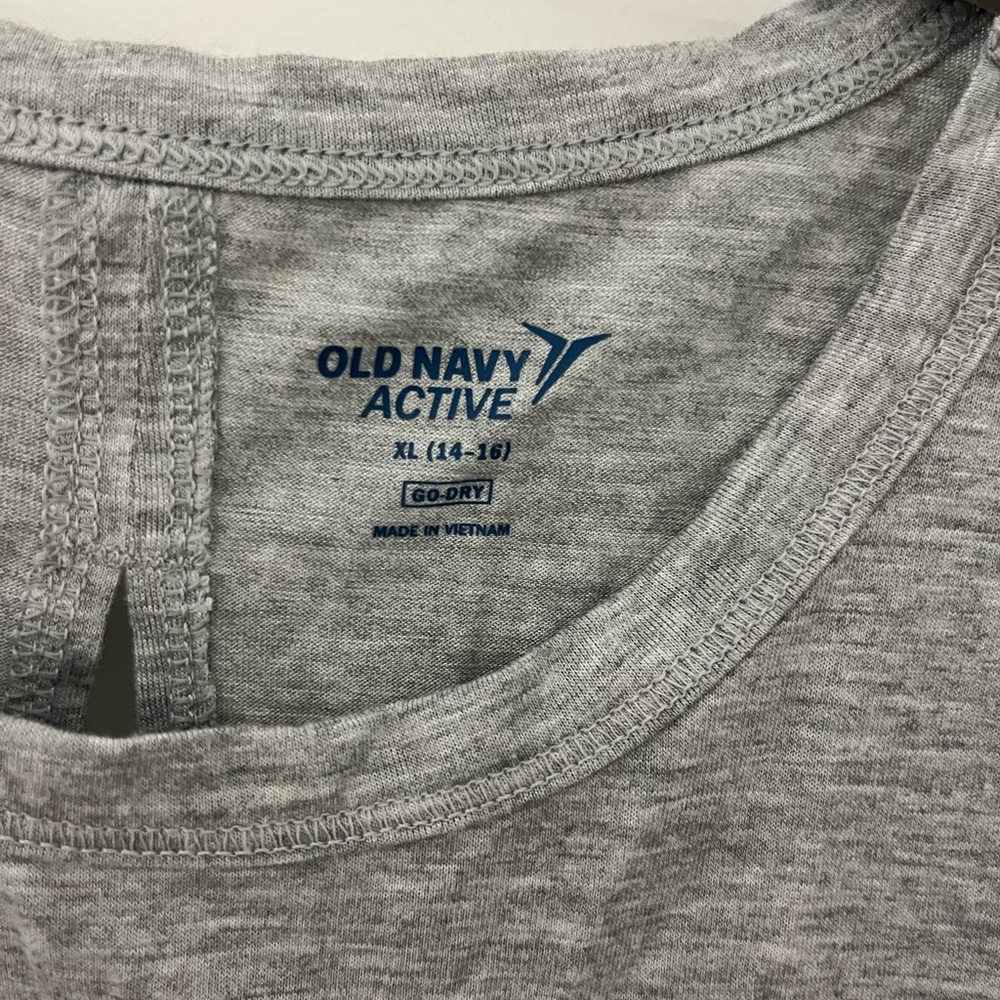 OLD NAVY
ACTIVE
XL (14-16)
GO-DRY
MADE IN VIETNAM